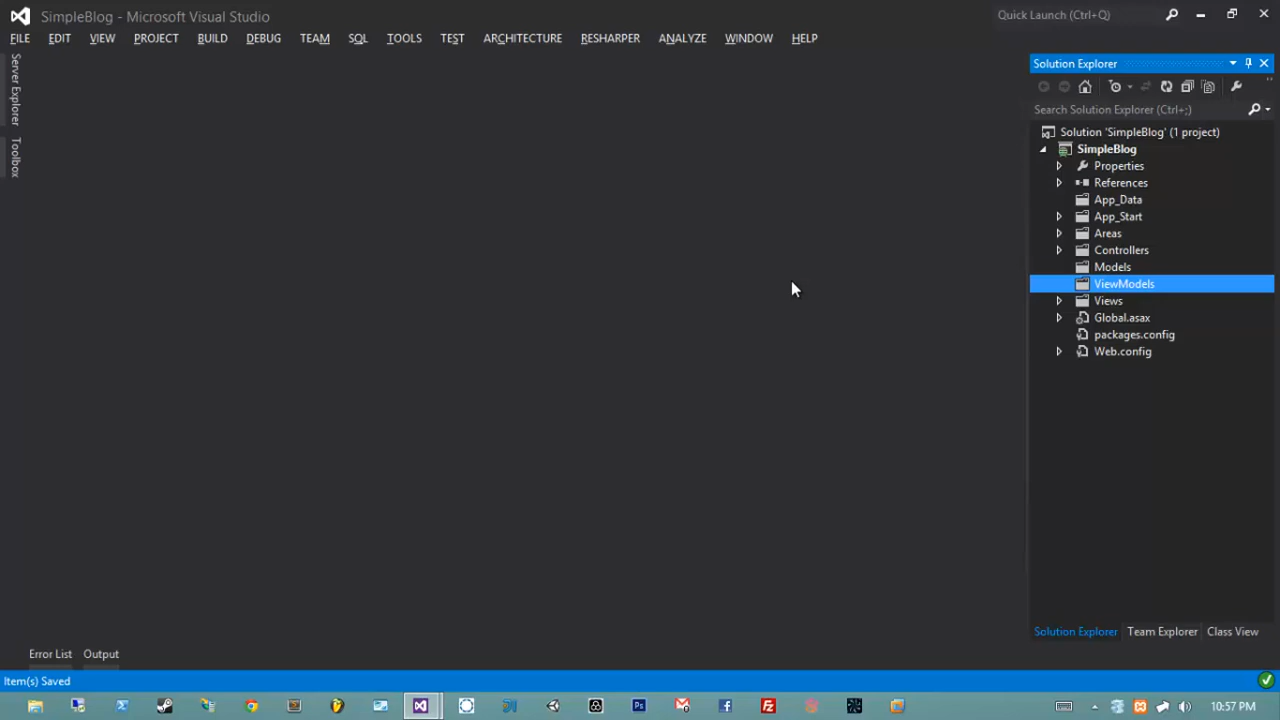 SimpleBlog - Microsoft Visual Studio
Quick Launch (Ctrl+Q)
FILE EDIT VIEW PROJECT BUILD DEBUG TEAM SQL TOOLS TEST ARCHITECTURE RESHARPER ANALYZE WINDOW HELP
Server Explorer
Toolbox
Solution Explorer
Search Solution Explorer (Ctrl+;)
Solution 'SimpleBlog' (1 project)
SimpleBlog
Properties
References
App_Data
App_Start
Areas
Controllers
Models
ViewModels
Views
Global.asax
packages.config
Web.config
Solution Explorer Team Explorer Class View
Error List Output
Item(s) Saved
10:57 PM